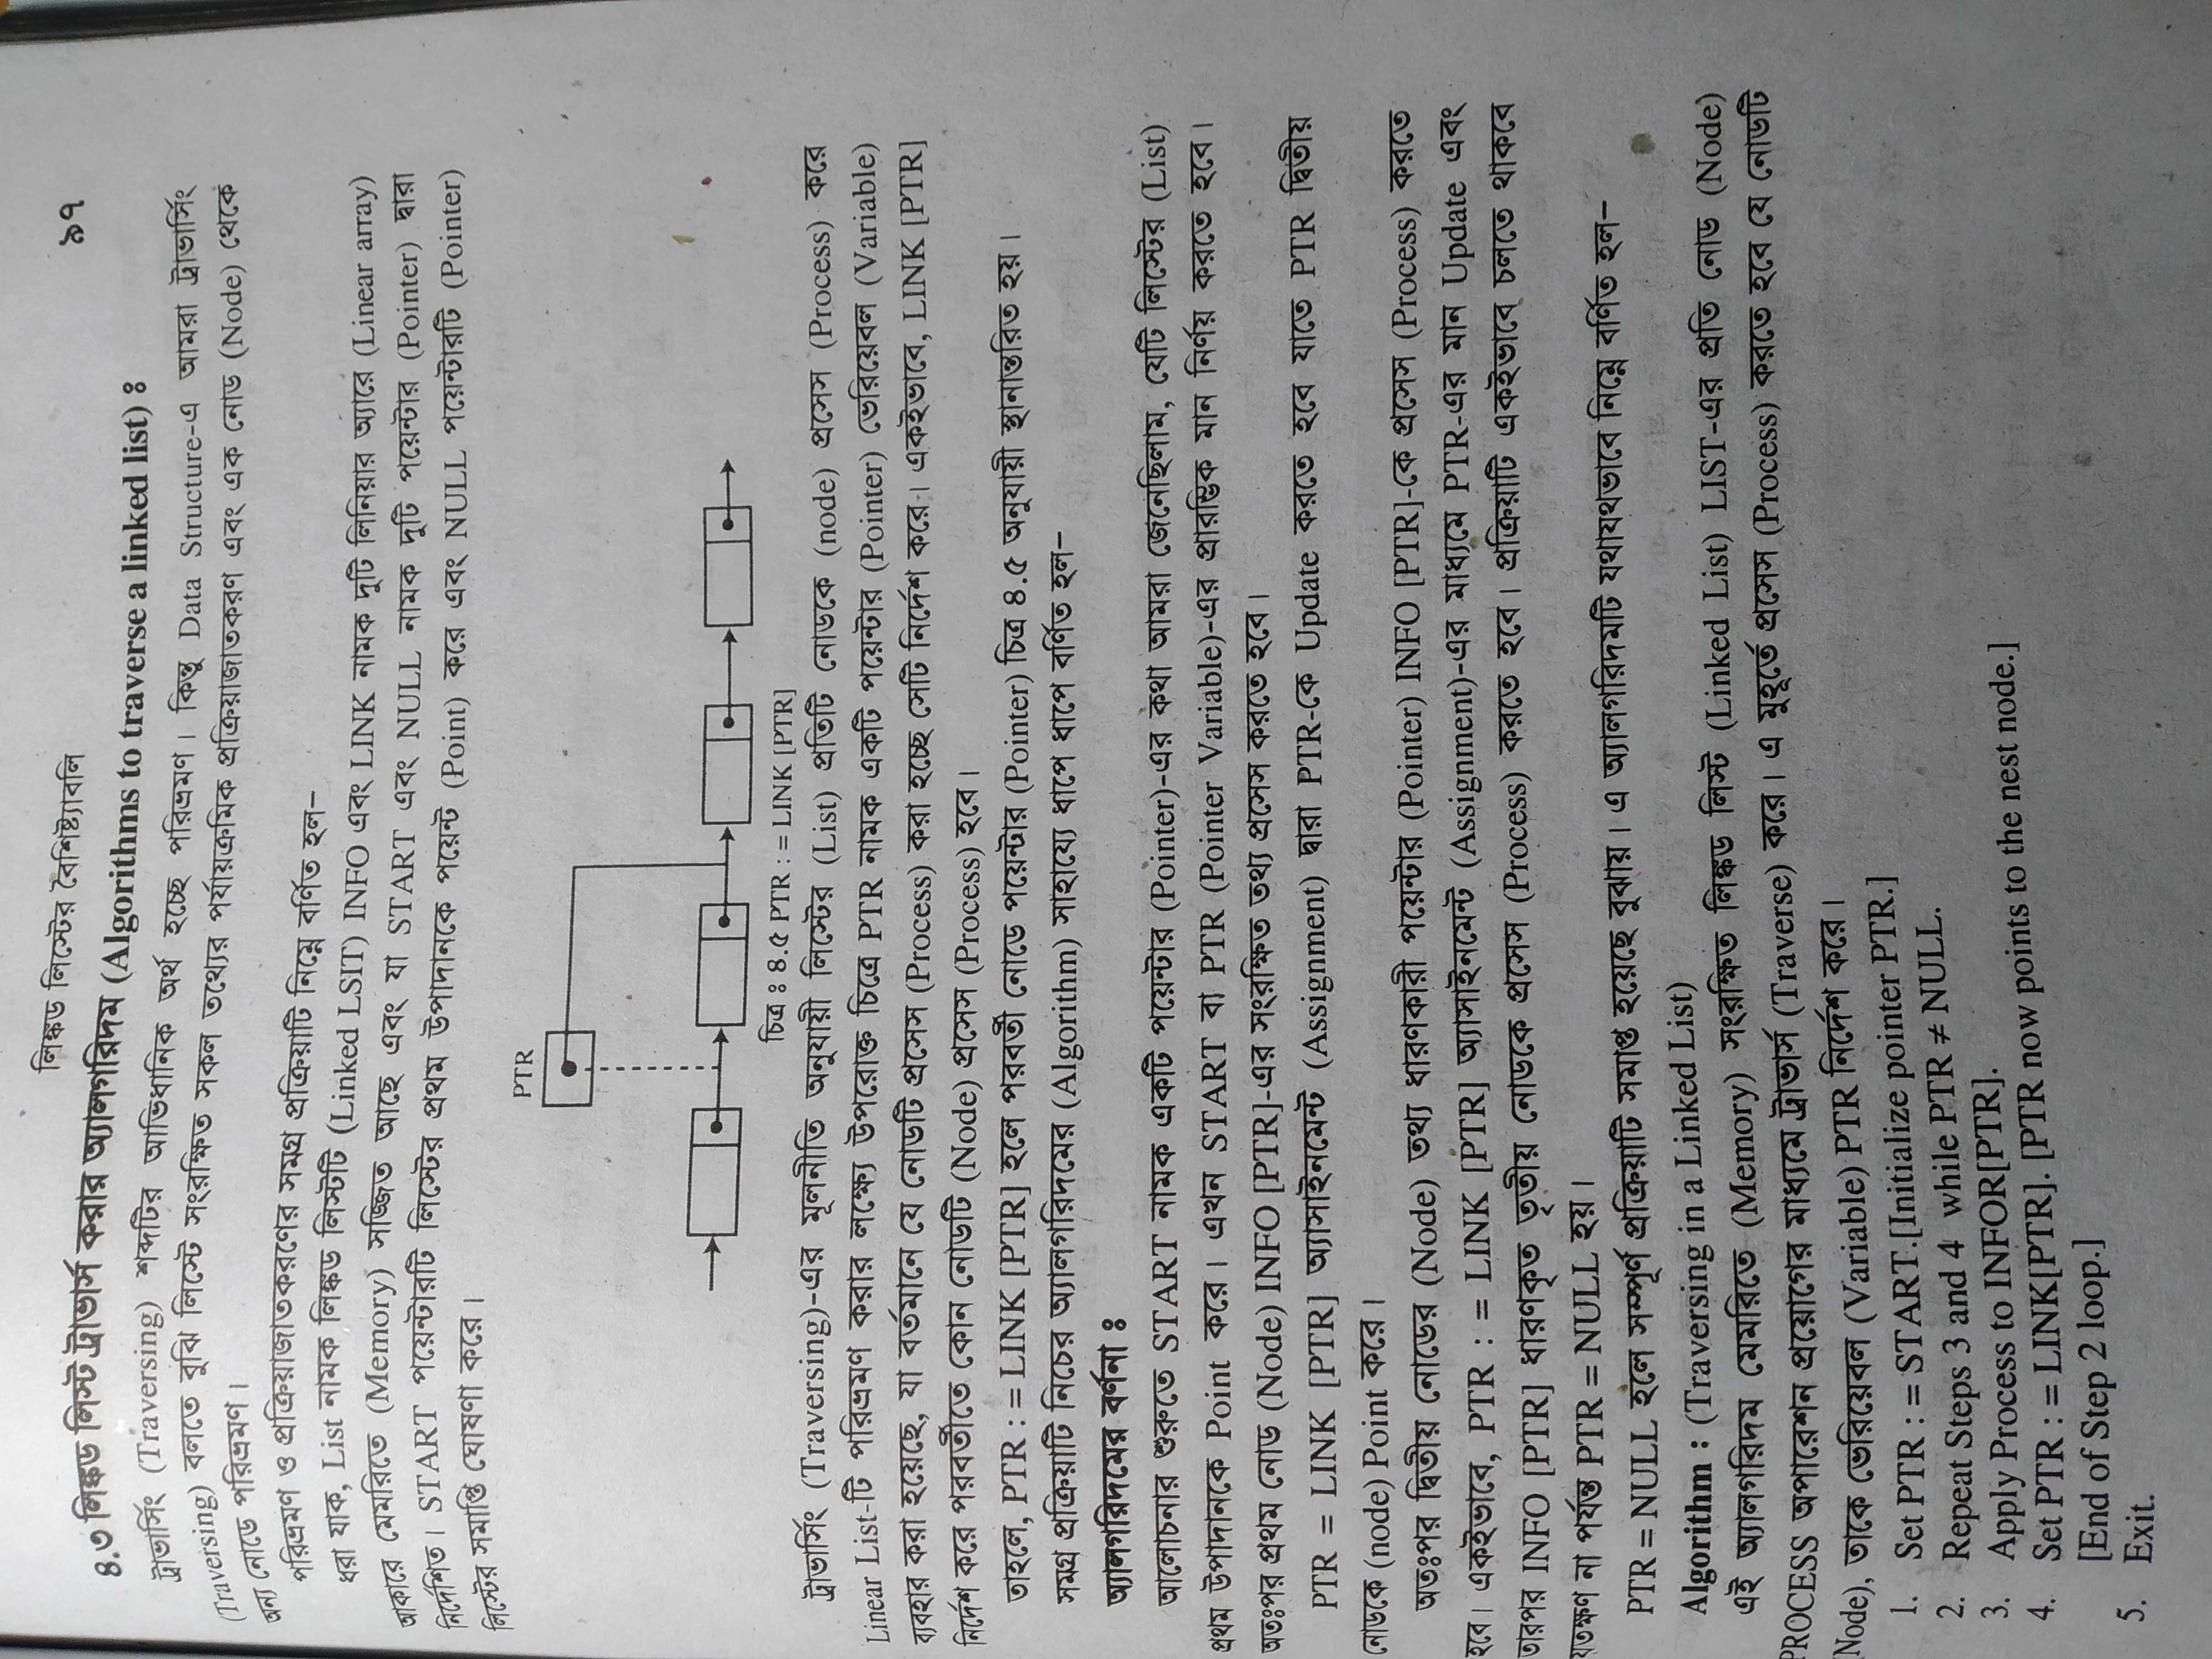 লিঙ্কড লিস্টের বৈশিষ্ট্যাবলি
৯৭
৪.৩ লিঙ্কড লিস্ট ট্রাভার্স করার অ্যালগরিদম (Algorithms to traverse a linked list) ঃ
ট্রাভার্সিং (Traversing) শব্দটির আভিধানিক অর্থ হচ্ছে পরিভ্রমণ। কিন্তু Data Structure-এ আমরা ট্রাভার্সিং
(Traversing) বলতে বুঝি লিস্টে সংরক্ষিত সকল তথ্যের পর্যায়ক্রমিক প্রক্রিয়াজাতকরণ এবং এক নোড (Node) থেকে
অন্য নোডে পরিভ্রমণ।
পরিভ্রমণ ও প্রক্রিয়াজাতকরণের সমগ্র প্রক্রিয়াটি নিম্নে বর্ণিত হল–
ধরা যাক, List নামক লিঙ্কড লিস্টটি (Linked LSIT) INFO এবং LINK নামক দুটি লিনিয়ার অ্যারে (Linear array)
আকারে মেমরিতে (Memory) সজ্জিত আছে এবং যা START এবং NULL নামক দুটি পয়েন্টার (Pointer) দ্বারা
নির্দেশিত। START পয়েন্টারটি লিস্টের প্রথম উপাদানকে পয়েন্ট (Point) করে এবং NULL পয়েন্টারটি (Pointer)
লিস্টের সমাপ্তি ঘোষণা করে।
PTR
চিত্র ঃ ৪.৫ PTR : = LINK [PTR]
ট্রাভার্সিং (Traversing)-এর মূলনীতি অনুযায়ী লিস্টের (List) প্রতিটি নোডকে (node) প্রসেস (Process) করে
Linear List-টি পরিভ্রমণ করার লক্ষ্যে উপরোক্ত চিত্রে PTR নামক একটি পয়েন্টার (Pointer) ভেরিয়েবল (Variable)
ব্যবহার করা হয়েছে, যা বর্তমানে যে নোডটি প্রসেস (Process) করা হচ্ছে সেটি নির্দেশ করে। একইভাবে, LINK [PTR]
নির্দেশ করে পরবর্তীতে কোন নোডটি (Node) প্রসেস (Process) হবে।
তাহলে, PTR : = LINK [PTR] হলে পরবর্তী নোডে পয়েন্টার (Pointer) চিত্র ৪.৫ অনুযায়ী স্থানান্তরিত হয়।
সমগ্র প্রক্রিয়াটি নিচের অ্যালগরিদমের (Algorithm) সাহায্যে ধাপে ধাপে বর্ণিত হল–
অ্যালগরিদমের বর্ণনা ঃ
আলোচনার শুরুতে START নামক একটি পয়েন্টার (Pointer)-এর কথা আমরা জেনেছিলাম, যেটি লিস্টের (List)
প্রথম উপাদানকে Point করে। এখন START বা PTR (Pointer Variable)-এর প্রারম্ভিক মান নির্ণয় করতে হবে।
অতঃপর প্রথম নোড (Node) INFO [PTR]-এর সংরক্ষিত তথ্য প্রসেস করতে হবে।
PTR = LINK [PTR] অ্যাসাইনমেন্ট (Assignment) দ্বারা PTR-কে Update করতে হবে যাতে PTR দ্বিতীয়
নোডকে (node) Point করে।
অতঃপর দ্বিতীয় নোডের (Node) তথ্য ধারণকারী পয়েন্টার (Pointer) INFO [PTR]-কে প্রসেস (Process) করতে
হবে। একইভাবে, PTR : = LINK [PTR] অ্যাসাইনমেন্ট (Assignment)-এর মাধ্যমে PTR-এর মান Update এবং
তারপর INFO [PTR] ধারণকৃত তৃতীয় নোডকে প্রসেস (Process) করতে হবে। প্রক্রিয়াটি একইভাবে চলতে থাকবে
যতক্ষণ না পর্যন্ত PTR = NULL হয়।
PTR = NULL হলে সম্পূর্ণ প্রক্রিয়াটি সমাপ্ত হয়েছে বুঝায়। এ অ্যালগরিদমটি যথাযথভাবে নিম্নে বর্ণিত হল–
Algorithm : (Traversing in a Linked List)
এই অ্যালগরিদম মেমরিতে (Memory) সংরক্ষিত লিঙ্কড লিস্ট (Linked List) LIST-এর প্রতি নোড (Node)
PROCESS অপারেশন প্রয়োগের মাধ্যমে ট্রাভার্স (Traverse) করে। এ মুহূর্তে প্রসেস (Process) করতে হবে যে নোডটি
(Node), তাকে ভেরিয়েবল (Variable) PTR নির্দেশ করে।
1. Set PTR : = START.[Initialize pointer PTR.]
2. Repeat Steps 3 and 4 while PTR ≠ NULL.
3. Apply Process to INFOR[PTR].
4. Set PTR : = LINK[PTR]. [PTR now points to the nest node.]
[End of Step 2 loop.]
5. Exit.